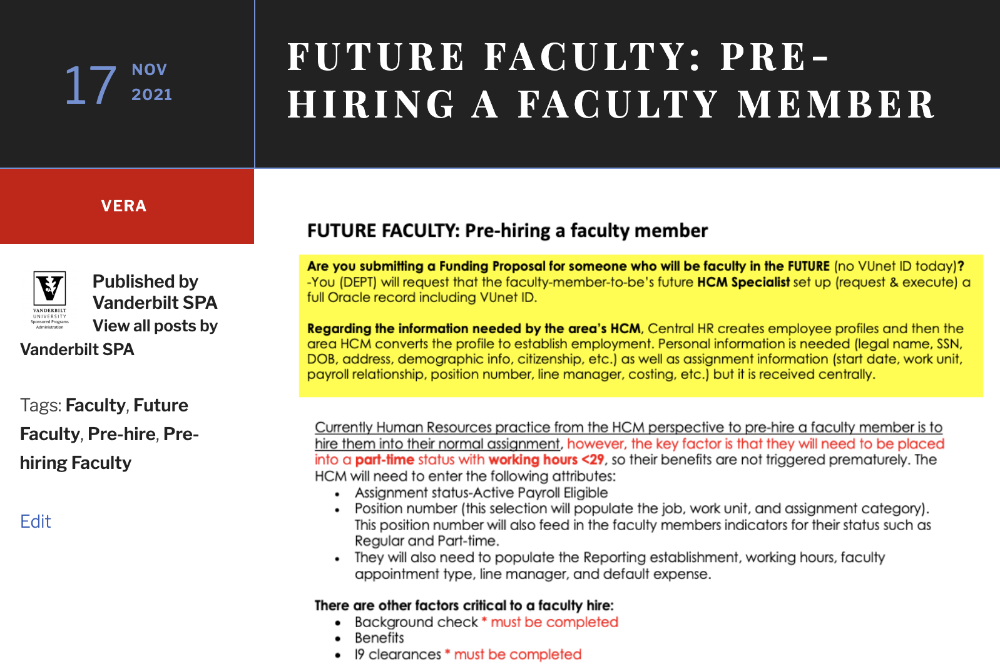 17 NOV
2021
FUTURE FACULTY: PRE-
HIRING A FACULTY MEMBER
VERA
VANDERBILT
UNIVERSITY
Sponsored Programs
Administration
Published by
Vanderbilt SPA
View all posts by
Vanderbilt SPA
Tags: Faculty, Future
Faculty, Pre-hire, Pre-
hiring Faculty
Edit
FUTURE FACULTY: Pre-hiring a faculty member
Are you submitting a Funding Proposal for someone who will be faculty in the FUTURE (no VUnet ID today)?
-You (DEPT) will request that the faculty-member-to-be's future HCM Specialist set up (request & execute) a
full Oracle record including VUnet ID.
Regarding the information needed by the area's HCM, Central HR creates employee profiles and then the
area HCM converts the profile to establish employment. Personal information is needed (legal name, SSN,
DOB, address, demographic info, citizenship, etc.) as well as assignment information (start date, work unit,
payroll relationship, position number, line manager, costing, etc.) but it is received centrally.
Currently Human Resources practice from the HCM perspective to pre-hire a faculty member is to
hire them into their normal assignment, however, the key factor is that they will need to be placed
into a part-time status with working hours <29, so their benefits are not triggered prematurely. The
HCM will need to enter the following attributes:
• Assignment status-Active Payroll Eligible
• Position number (this selection will populate the job, work unit, and assignment category).
This position number will also feed in the faculty members indicators for their status such as
Regular and Part-time.
• They will also need to populate the Reporting establishment, working hours, faculty
appointment type, line manager, and default expense.
There are other factors critical to a faculty hire:
• Background check * must be completed
• Benefits
• I9 clearances * must be completed